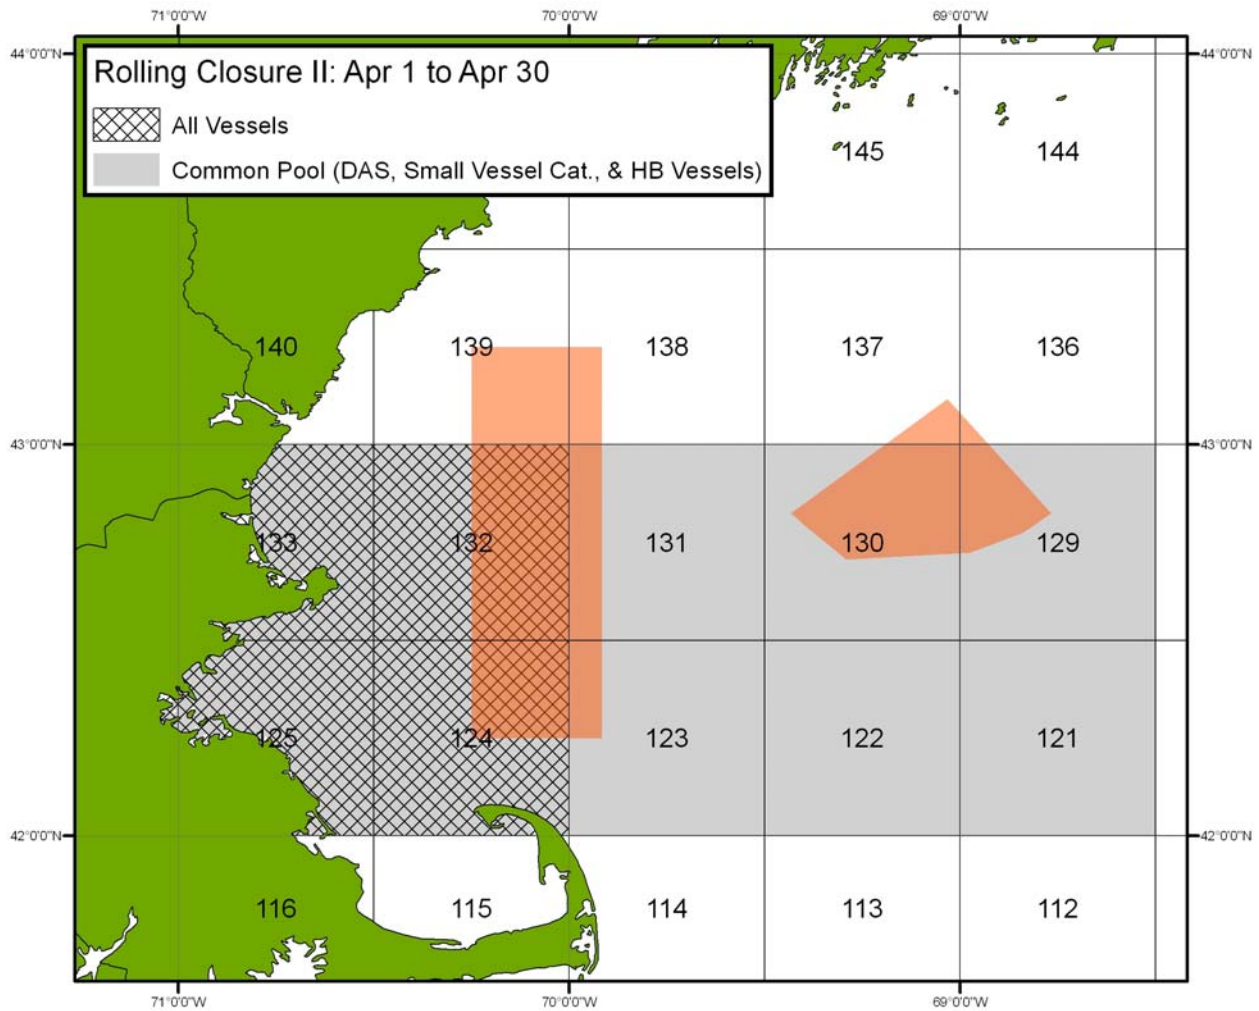 71°0'0"W 70°0'0"W 69°0'0"W
44°0'0"N 44°0'0"N
Rolling Closure II: Apr 1 to Apr 30
All Vessels
Common Pool (DAS, Small Vessel Cat., & HB Vessels)
145 144
140 139 138 137 136
43°0'0"N 43°0'0"N
133 132 131 130 129
125 124 123 122 121
42°0'0"N 42°0'0"N
116 115 114 113 112
71°0'0"W 70°0'0"W 69°0'0"W